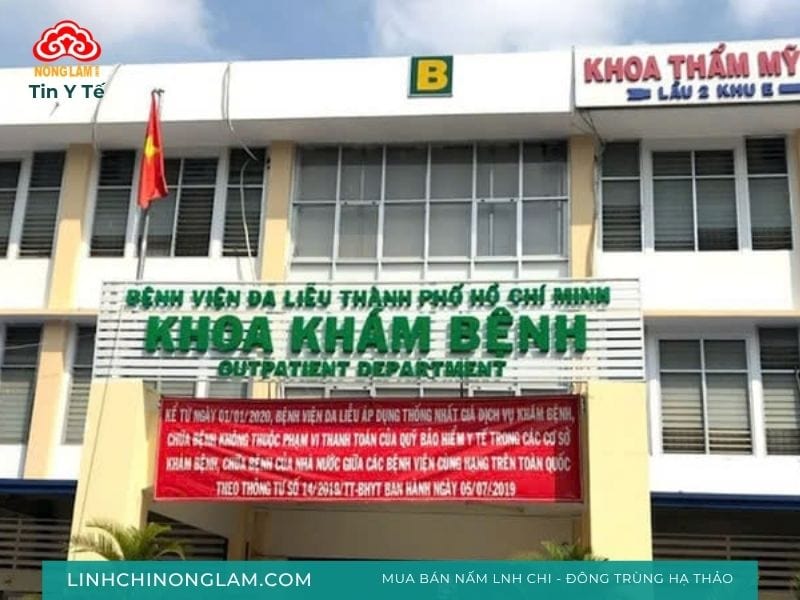 NONG LAM
Tin Y Tế
B
KHOA THẨM MỸ
LẦU 2 KHU E
BỆNH VIỆN DA LIỄU THÀNH PHỐ HỒ CHÍ MINH
KHOA KHÁM BỆNH
OUTPATIENT DEPARTMENT
KỂ TỪ NGÀY 01/01/2020, BỆNH VIỆN DA LIỄU ÁP DỤNG THỐNG NHẤT GIÁ DỊCH VỤ KHÁM BỆNH,
CHỮA BỆNH KHÔNG THUỘC PHẠM VI THANH TOÁN CỦA QUỸ BẢO HIỂM Y TẾ TRONG CÁC CƠ SỞ
KHÁM BỆNH, CHỮA BỆNH CỦA NHÀ NƯỚC GIỮA CÁC BỆNH VIỆN CÙNG HẠNG TRÊN TOÀN QUỐC
THEO THÔNG TƯ SỐ 14/2019/TT-BHYT BAN HÀNH NGÀY 05/07/2019
LINHCHINONGLAM.COM
MUA BÁN NẤM LNH CHI - ĐÔNG TRÙNG HẠ THẢO